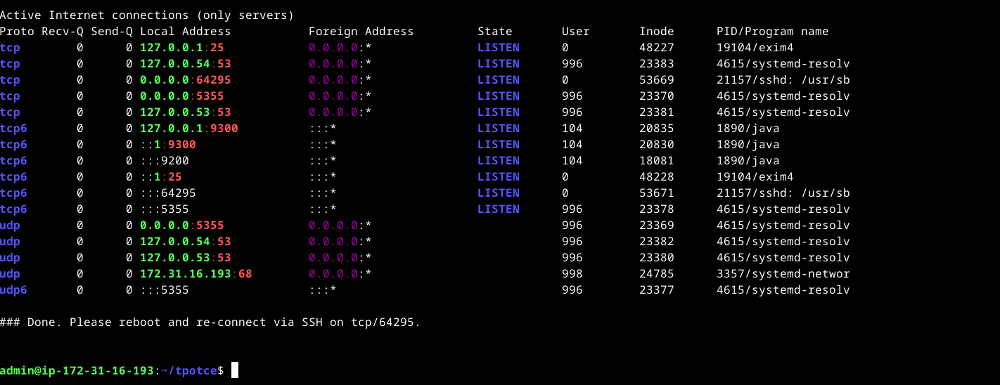 Active Internet connections (only servers)
Proto Recv-Q Send-Q Local Address           Foreign Address         State       User       Inode      PID/Program name
tcp        0      0 127.0.0.1:25            0.0.0.0:*               LISTEN      0          48227      19104/exim4
tcp        0      0 127.0.0.54:53           0.0.0.0:*               LISTEN      996        23383      4615/systemd-resolv
tcp        0      0 0.0.0.0:64295           0.0.0.0:*               LISTEN      0          53669      21157/sshd: /usr/sb
tcp        0      0 0.0.0.0:5355            0.0.0.0:*               LISTEN      996        23370      4615/systemd-resolv
tcp        0      0 127.0.0.53:53           0.0.0.0:*               LISTEN      996        23381      4615/systemd-resolv
tcp6       0      0 127.0.0.1:9300          :::*                    LISTEN      104        20835      1890/java
tcp6       0      0 ::1:9300                :::*                    LISTEN      104        20830      1890/java
tcp6       0      0 :::9200                 :::*                    LISTEN      104        18081      1890/java
tcp6       0      0 ::1:25                  :::*                    LISTEN      0          48228      19104/exim4
tcp6       0      0 :::64295                :::*                    LISTEN      0          53671      21157/sshd: /usr/sb
tcp6       0      0 :::5355                 :::*                    LISTEN      996        23378      4615/systemd-resolv
udp        0      0 0.0.0.0:5355            0.0.0.0:*                           996        23369      4615/systemd-resolv
udp        0      0 127.0.0.54:53           0.0.0.0:*                           996        23382      4615/systemd-resolv
udp        0      0 127.0.0.53:53           0.0.0.0:*                           996        23380      4615/systemd-resolv
udp        0      0 172.31.16.193:68        0.0.0.0:*                           998        24785      3357/systemd-networ
udp6       0      0 :::5355                 :::*                                996        23377      4615/systemd-resolv
### Done. Please reboot and re-connect via SSH on tcp/64295.
admin@ip-172-31-16-193:~/tpotce$